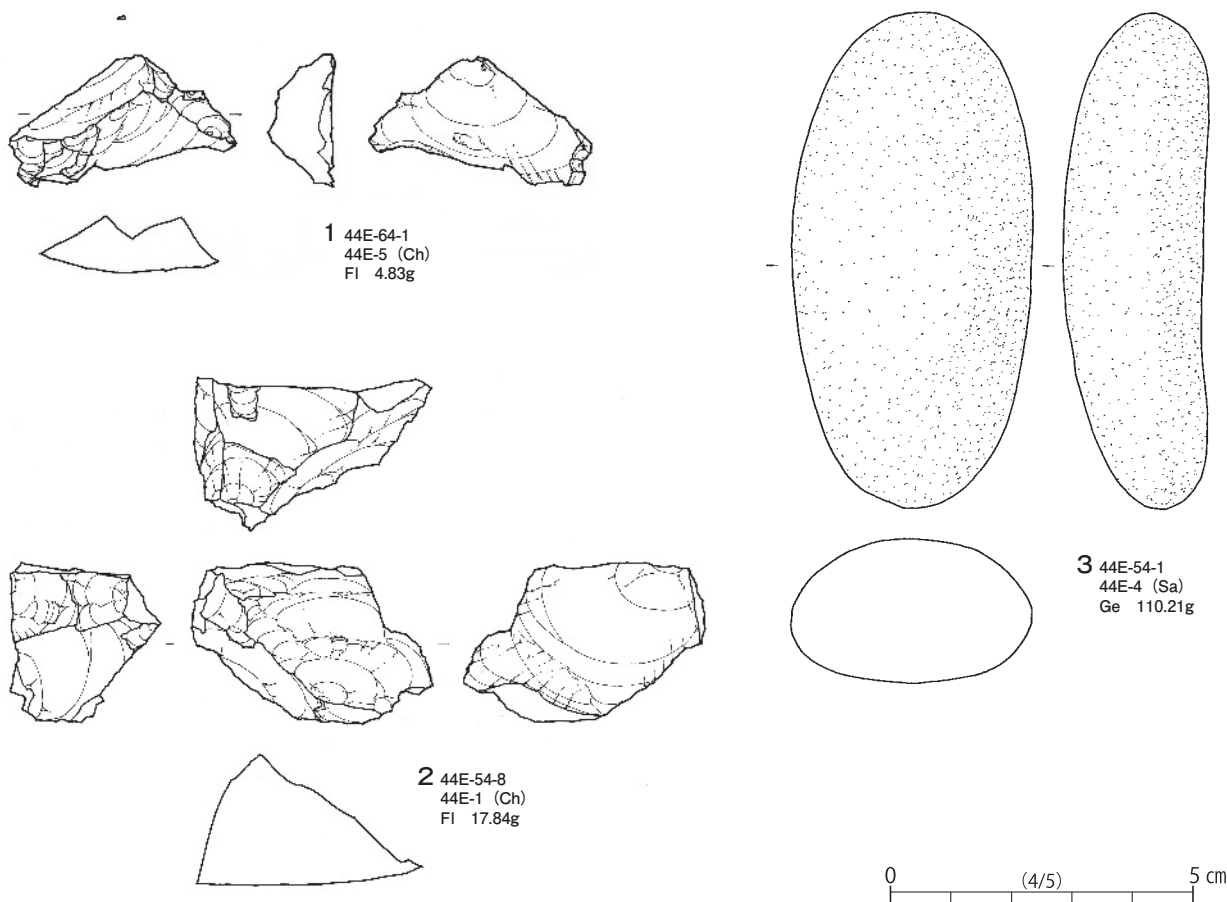 1 44E-64-1
44E-5 (Ch)
Fl 4.83g
2 44E-54-8
44E-1 (Ch)
Fl 17.84g
3 44E-54-1
44E-4 (Sa)
Ge 110.21g
0 (4/5) 5 cm